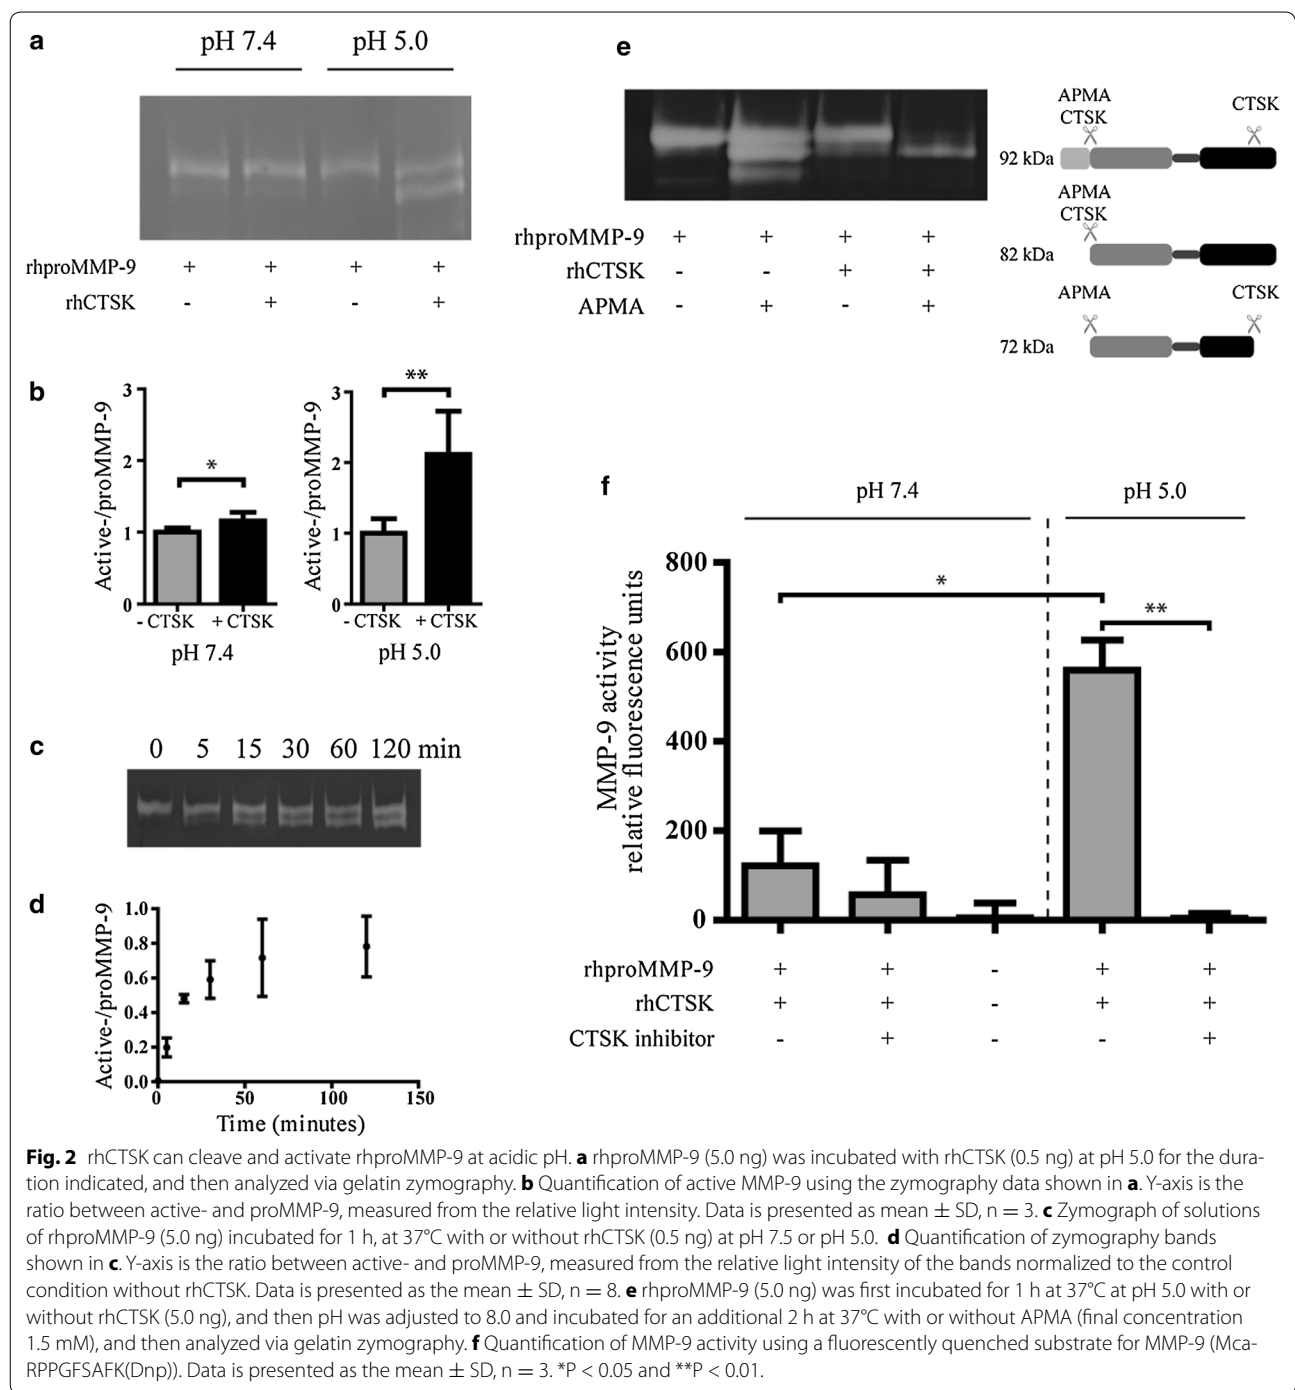 a
pH 7.4 pH 5.0
rhproMMP-9 + + + +
rhCTSK - + - +
b
Active-/proMMP-9
3
2
1
0
*
- CTSK + CTSK
pH 7.4
Active-/proMMP-9
3
2
1
0
**
- CTSK + CTSK
pH 5.0
c
0 5 15 30 60 120 min
d
Active-/proMMP-9
1.0
0.8
0.6
0.4
0.2
0.0
0 50 100 150
Time (minutes)
e
rhproMMP-9 + + + +
rhCTSK - - + +
APMA - + - +
APMA
CTSK CTSK
92 kDa
APMA
CTSK
82 kDa
APMA CTSK
72 kDa
f
pH 7.4 pH 5.0
MMP-9 activity
relative fluorescence units
800
600
400
200
0
*
**
rhproMMP-9 + + - + +
rhCTSK + + - + +
CTSK inhibitor - + - - +
Fig. 2 rhCTSK can cleave and activate rhproMMP-9 at acidic pH. a rhproMMP-9 (5.0 ng) was incubated with rhCTSK (0.5 ng) at pH 5.0 for the dura-
tion indicated, and then analyzed via gelatin zymography. b Quantification of active MMP-9 using the zymography data shown in a. Y-axis is the
ratio between active- and proMMP-9, measured from the relative light intensity. Data is presented as mean ± SD, n = 3. c Zymograph of solutions
of rhproMMP-9 (5.0 ng) incubated for 1 h, at 37°C with or without rhCTSK (0.5 ng) at pH 7.5 or pH 5.0. d Quantification of zymography bands
shown in c. Y-axis is the ratio between active- and proMMP-9, measured from the relative light intensity of the bands normalized to the control
condition without rhCTSK. Data is presented as the mean ± SD, n = 8. e rhproMMP-9 (5.0 ng) was first incubated for 1 h at 37°C at pH 5.0 with or
without rhCTSK (5.0 ng), and then pH was adjusted to 8.0 and incubated for an additional 2 h at 37°C with or without APMA (final concentration
1.5 mM), and then analyzed via gelatin zymography. f Quantification of MMP-9 activity using a fluorescently quenched substrate for MMP-9 (Mca-
RPPGFSAFK(Dnp)). Data is presented as the mean ± SD, n = 3. *P < 0.05 and **P < 0.01.